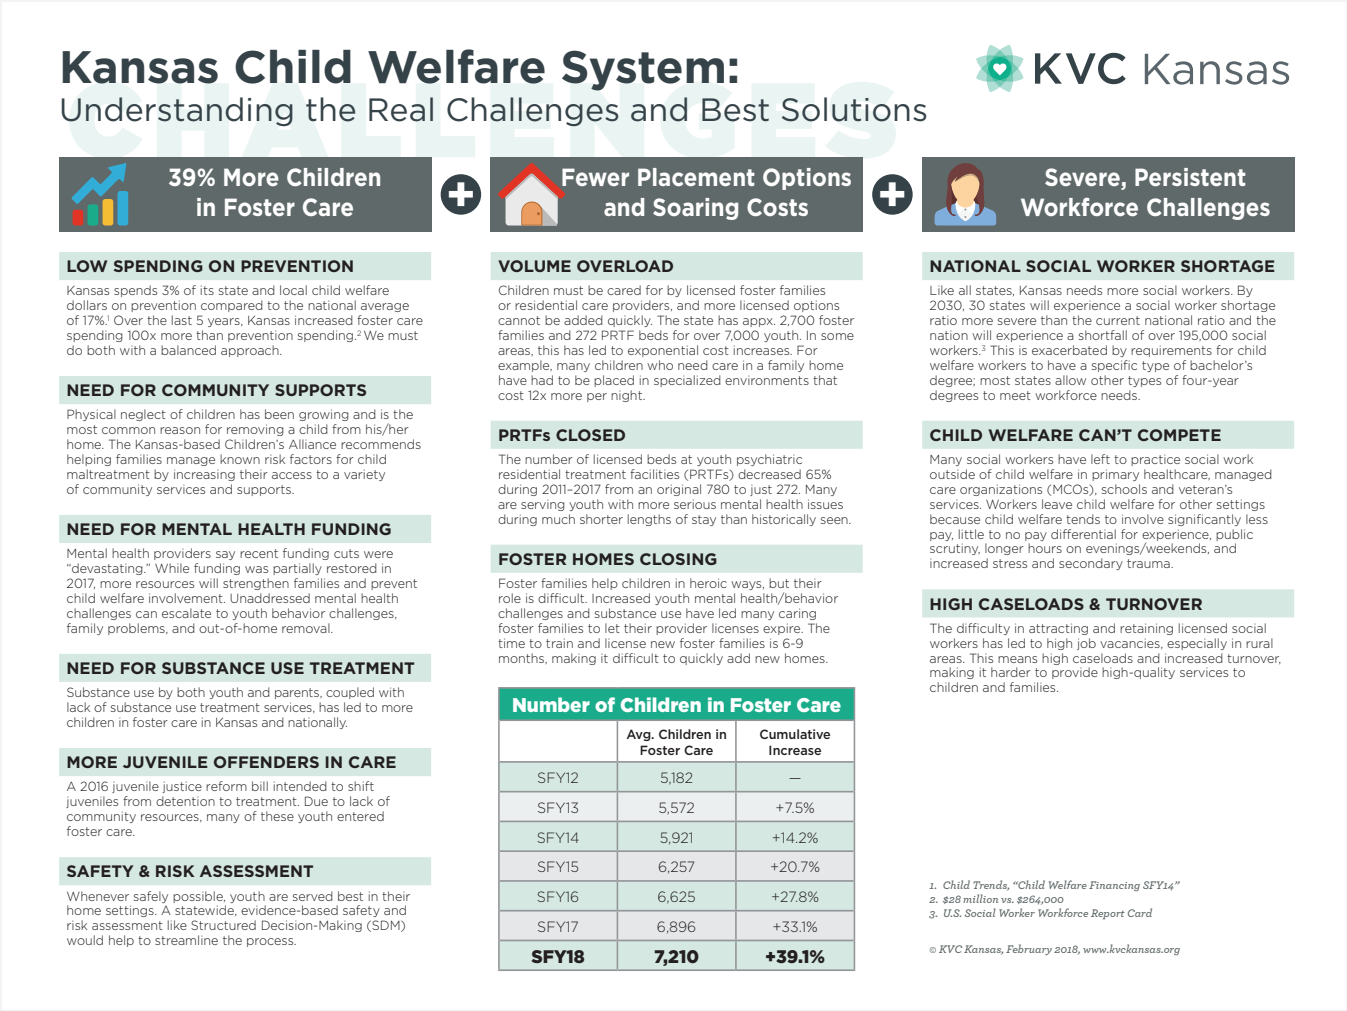 Kansas Child Welfare System:
Understanding the Real Challenges and Best Solutions
CHALLENGES
KVC Kansas
39% More Children
in Foster Care
LOW SPENDING ON PREVENTION
Kansas spends 3% of its state and local child welfare
dollars on prevention compared to the national average
of 17%.¹ Over the last 5 years, Kansas increased foster care
spending 100x more than prevention spending.² We must
do both with a balanced approach.
NEED FOR COMMUNITY SUPPORTS
Physical neglect of children has been growing and is the
most common reason for removing a child from his/her
home. The Kansas-based Children's Alliance recommends
helping families manage known risk factors for child
maltreatment by increasing their access to a variety
of community services and supports.
NEED FOR MENTAL HEALTH FUNDING
Mental health providers say recent funding cuts were
“devastating.” While funding was partially restored in
2017, more resources will strengthen families and prevent
child welfare involvement. Unaddressed mental health
challenges can escalate to youth behavior challenges,
family problems, and out-of-home removal.
NEED FOR SUBSTANCE USE TREATMENT
Substance use by both youth and parents, coupled with
lack of substance use treatment services, has led to more
children in foster care in Kansas and nationally.
MORE JUVENILE OFFENDERS IN CARE
A 2016 juvenile justice reform bill intended to shift
juveniles from detention to treatment. Due to lack of
community resources, many of these youth entered
foster care.
SAFETY & RISK ASSESSMENT
Whenever safely possible, youth are served best in their
home settings. A statewide, evidence-based safety and
risk assessment like Structured Decision-Making (SDM)
would help to streamline the process.
+
Fewer Placement Options
and Soaring Costs
VOLUME OVERLOAD
Children must be cared for by licensed foster families
or residential care providers, and more licensed options
cannot be added quickly. The state has appx. 2,700 foster
families and 272 PRTF beds for over 7,000 youth. In some
areas, this has led to exponential cost increases. For
example, many children who need care in a family home
have had to be placed in specialized environments that
cost 12x more per night.
PRTFs CLOSED
The number of licensed beds at youth psychiatric
residential treatment facilities (PRTFs) decreased 65%
during 2011–2017 from an original 780 to just 272. Many
are serving youth with more serious mental health issues
during much shorter lengths of stay than historically seen.
FOSTER HOMES CLOSING
Foster families help children in heroic ways, but their
role is difficult. Increased youth mental health/behavior
challenges and substance use have led many caring
foster families to let their provider licenses expire. The
time to train and license new foster families is 6-9
months, making it difficult to quickly add new homes.
Number of Children in Foster Care
Avg. Children in Foster Care Cumulative Increase
SFY12 5,182 —
SFY13 5,572 +7.5%
SFY14 5,921 +14.2%
SFY15 6,257 +20.7%
SFY16 6,625 +27.8%
SFY17 6,896 +33.1%
SFY18 7,210 +39.1%
+
Severe, Persistent
Workforce Challenges
NATIONAL SOCIAL WORKER SHORTAGE
Like all states, Kansas needs more social workers. By
2030, 30 states will experience a social worker shortage
ratio more severe than the current national ratio and the
nation will experience a shortfall of over 195,000 social
workers.³ This is exacerbated by requirements for child
welfare workers to have a specific type of bachelor's
degree; most states allow other types of four-year
degrees to meet workforce needs.
CHILD WELFARE CAN'T COMPETE
Many social workers have left to practice social work
outside of child welfare in primary healthcare, managed
care organizations (MCOs), schools and veteran's
services. Workers leave child welfare for other settings
because child welfare tends to involve significantly less
pay, little to no pay differential for experience, public
scrutiny, longer hours on evenings/weekends, and
increased stress and secondary trauma.
HIGH CASELOADS & TURNOVER
The difficulty in attracting and retaining licensed social
workers has led to high job vacancies, especially in rural
areas. This means high caseloads and increased turnover,
making it harder to provide high-quality services to
children and families.
1. Child Trends, “Child Welfare Financing SFY14”
2. $28 million vs. $264,000
3. U.S. Social Worker Workforce Report Card
© KVC Kansas, February 2018, www.kvckansas.org